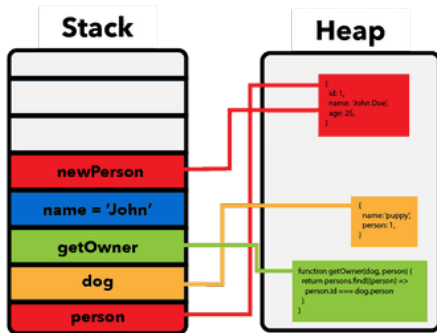 Stack
newPerson
name = 'John'
getOwner
dog
person
Heap
{
id: 1,
name: 'John Doe',
age: 25,
}
{
name:'puppy',
person: 1,
}
function getOwner(dog, person) {
return persons.find((person) =>
person.id === dog.person
)
}